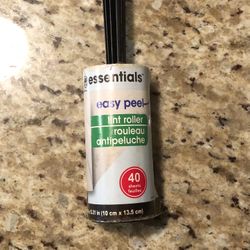 essentials
easy peel
lint roller
rouleau
antipeluche
40
sheets
feuilles
(10 cm x 13.5 cm)